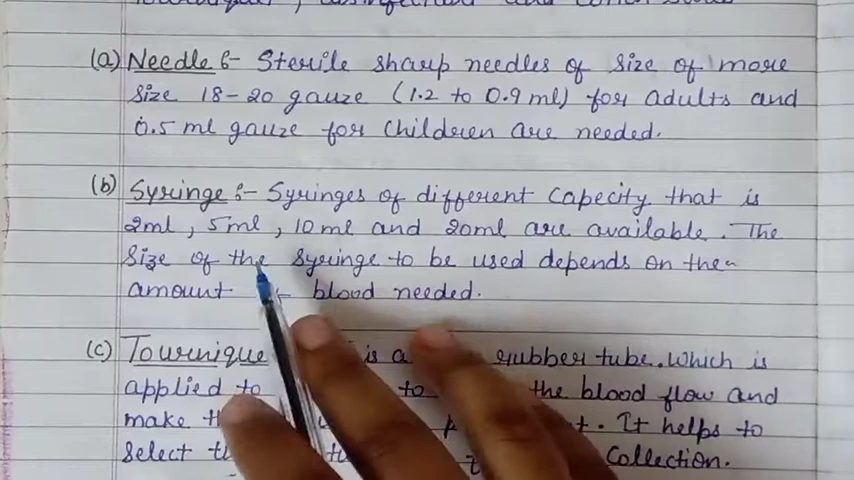 (a) Needle :- Sterile sharp needles of size of more
size 18-20 gauze (1.2 to 0.9 ml) for adults and
0.5 ml gauze for children are needed.
(b) Syringe :- Syringes of different capecity that is
2ml, 5ml, 10ml and 20ml are available. The
size of the syringe to be used depends on the
amount blood needed.
(c) Tournique is a rubber tube. Which is
applied to to the blood flow and
make It helps to
select collection.